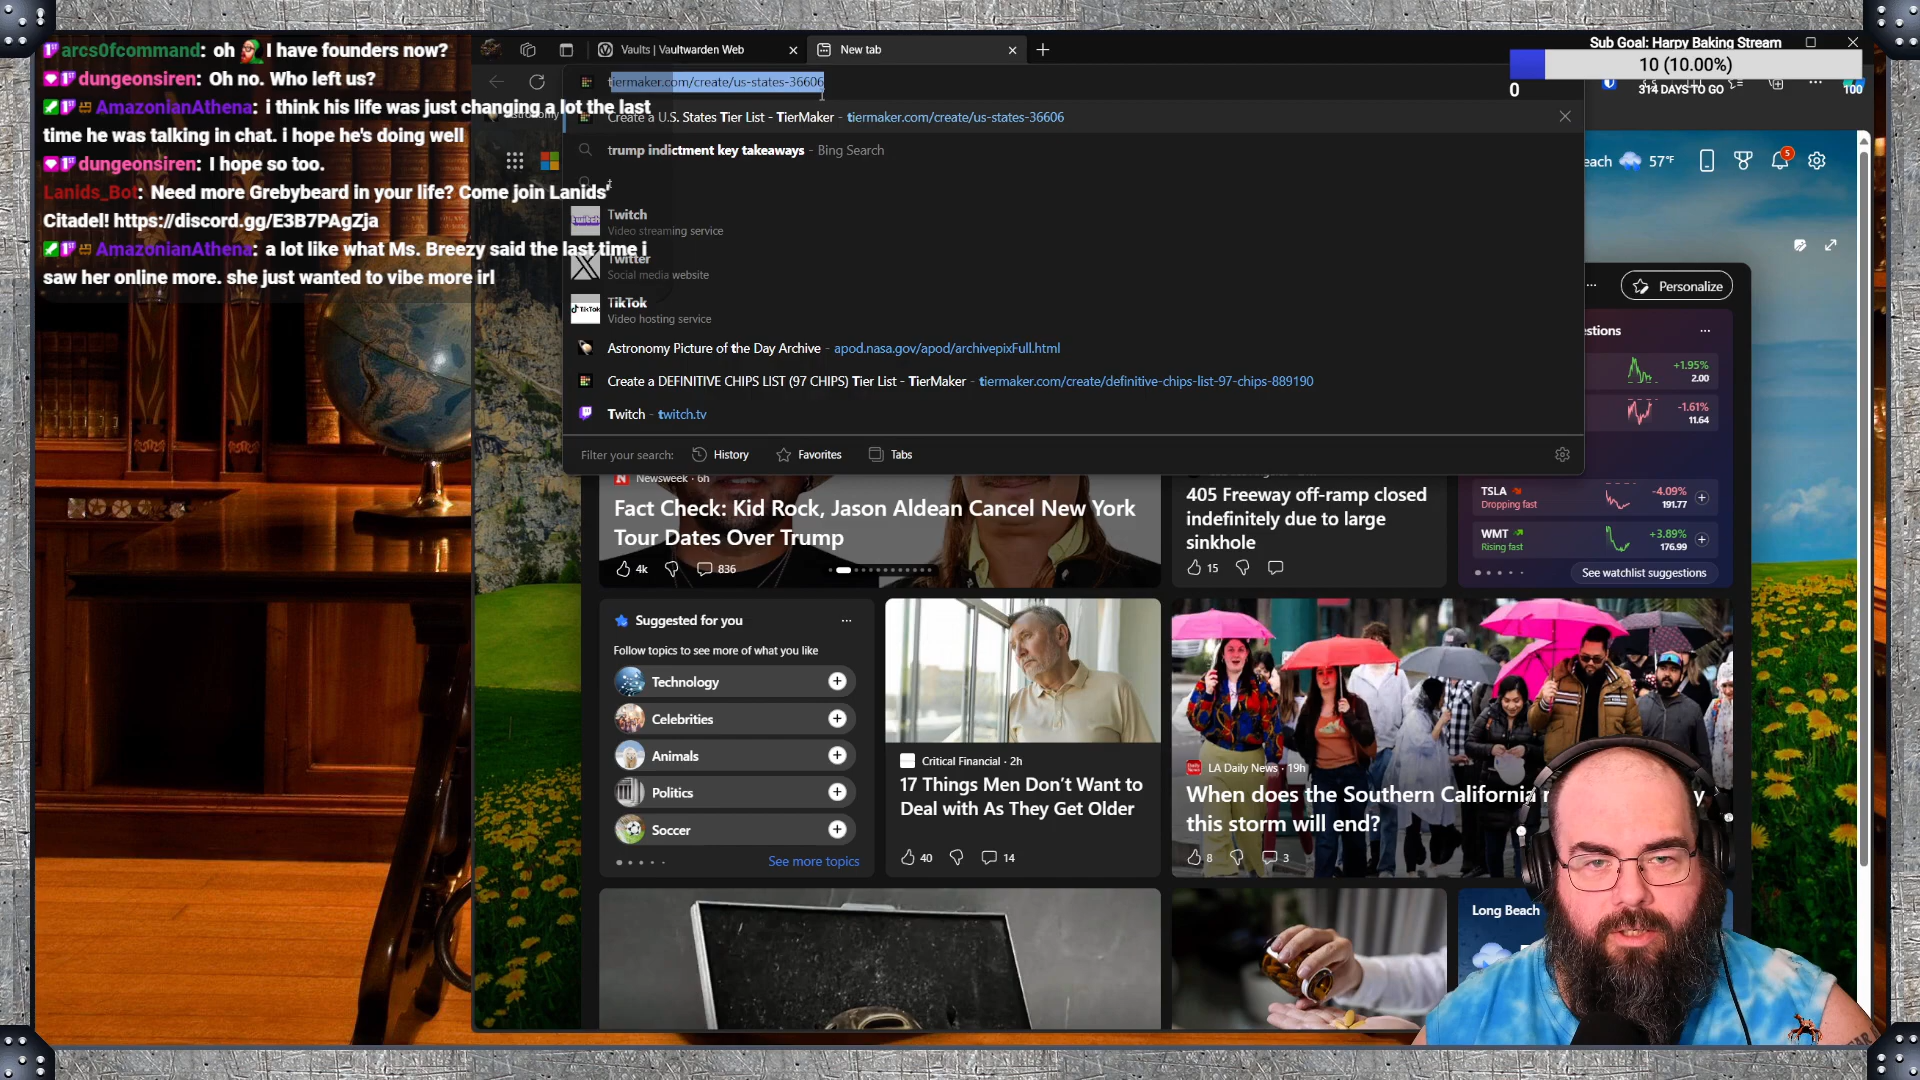 arcs0fcommand: oh I have founders now?
dungeonsiren: Oh no. Who left us?
AmazonianAthena: i think his life was just changing a lot the last
time he was talking in chat. i hope he's doing well
dungeonsiren: I hope so too.
Lanids_Bot: Need more Grebybeard in your life? Come join Lanids'
Citadel! https://discord.gg/E3B7PAgZja
AmazonianAthena: a lot like what Ms. Breezy said the last time i
saw her online more. she just wanted to vibe more irl
Vaults | Vaultwarden Web
New tab
Sub Goal: Harpy Baking Stream
10 (10.00%)
0
314 DAYS TO GO
100
tiermaker.com/create/us-states-36606
Create a U.S. States Tier List - TierMaker - tiermaker.com/create/us-states-36606
trump indictment key takeaways - Bing Search
t
Twitch
Video streaming service
Twitter
Social media website
TikTok
Video hosting service
Astronomy Picture of the Day Archive - apod.nasa.gov/apod/archivepixFull.html
Create a DEFINITIVE CHIPS LIST (97 CHIPS) Tier List - TierMaker - tiermaker.com/create/definitive-chips-list-97-chips-889190
Twitch - twitch.tv
Filter your search:
History
Favorites
Tabs
each
57°F
5
Personalize
stions
+1.95%
2.00
-1.61%
11.64
TSLA
Dropping fast
-4.09%
191.77
WMT
Rising fast
+3.89%
176.99
See watchlist suggestions
Newsweek · 6h
Fact Check: Kid Rock, Jason Aldean Cancel New York
Tour Dates Over Trump
4k
836
405 Freeway off-ramp closed
indefinitely due to large
sinkhole
15
Suggested for you
Follow topics to see more of what you like
Technology
Celebrities
Animals
Politics
Soccer
See more topics
Critical Financial · 2h
17 Things Men Don't Want to
Deal with As They Get Older
40
14
LA Daily News · 19h
When does the Southern California
this storm will end?
8
3
Long Beach